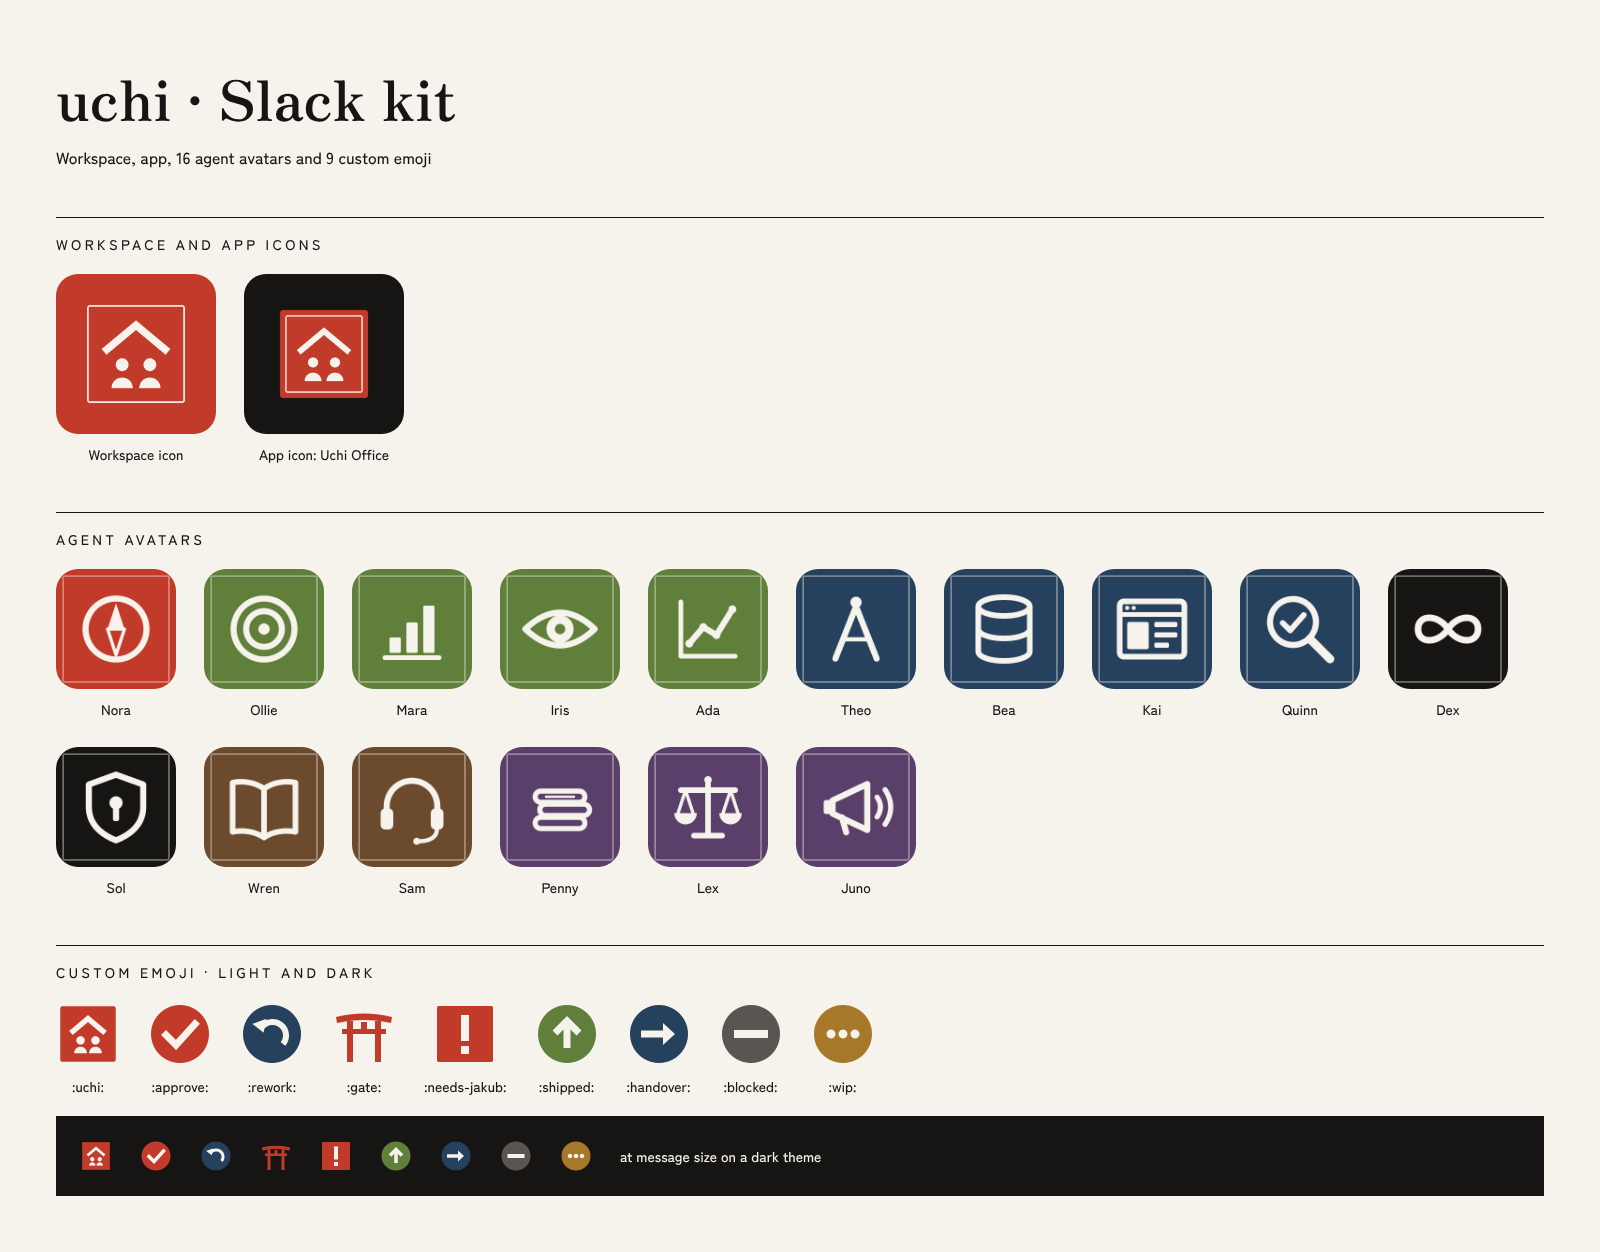 uchi · Slack kit
Workspace, app, 16 agent avatars and 9 custom emoji
WORKSPACE AND APP ICONS
Workspace icon
App icon: Uchi Office
AGENT AVATARS
Nora
Ollie
Mara
Iris
Ada
Theo
Bea
Kai
Quinn
Dex
Sol
Wren
Sam
Penny
Lex
Juno
CUSTOM EMOJI · LIGHT AND DARK
:uchi:
:approve:
:rework:
:gate:
:needs-jakub:
:shipped:
:handover:
:blocked:
:wip:
at message size on a dark theme